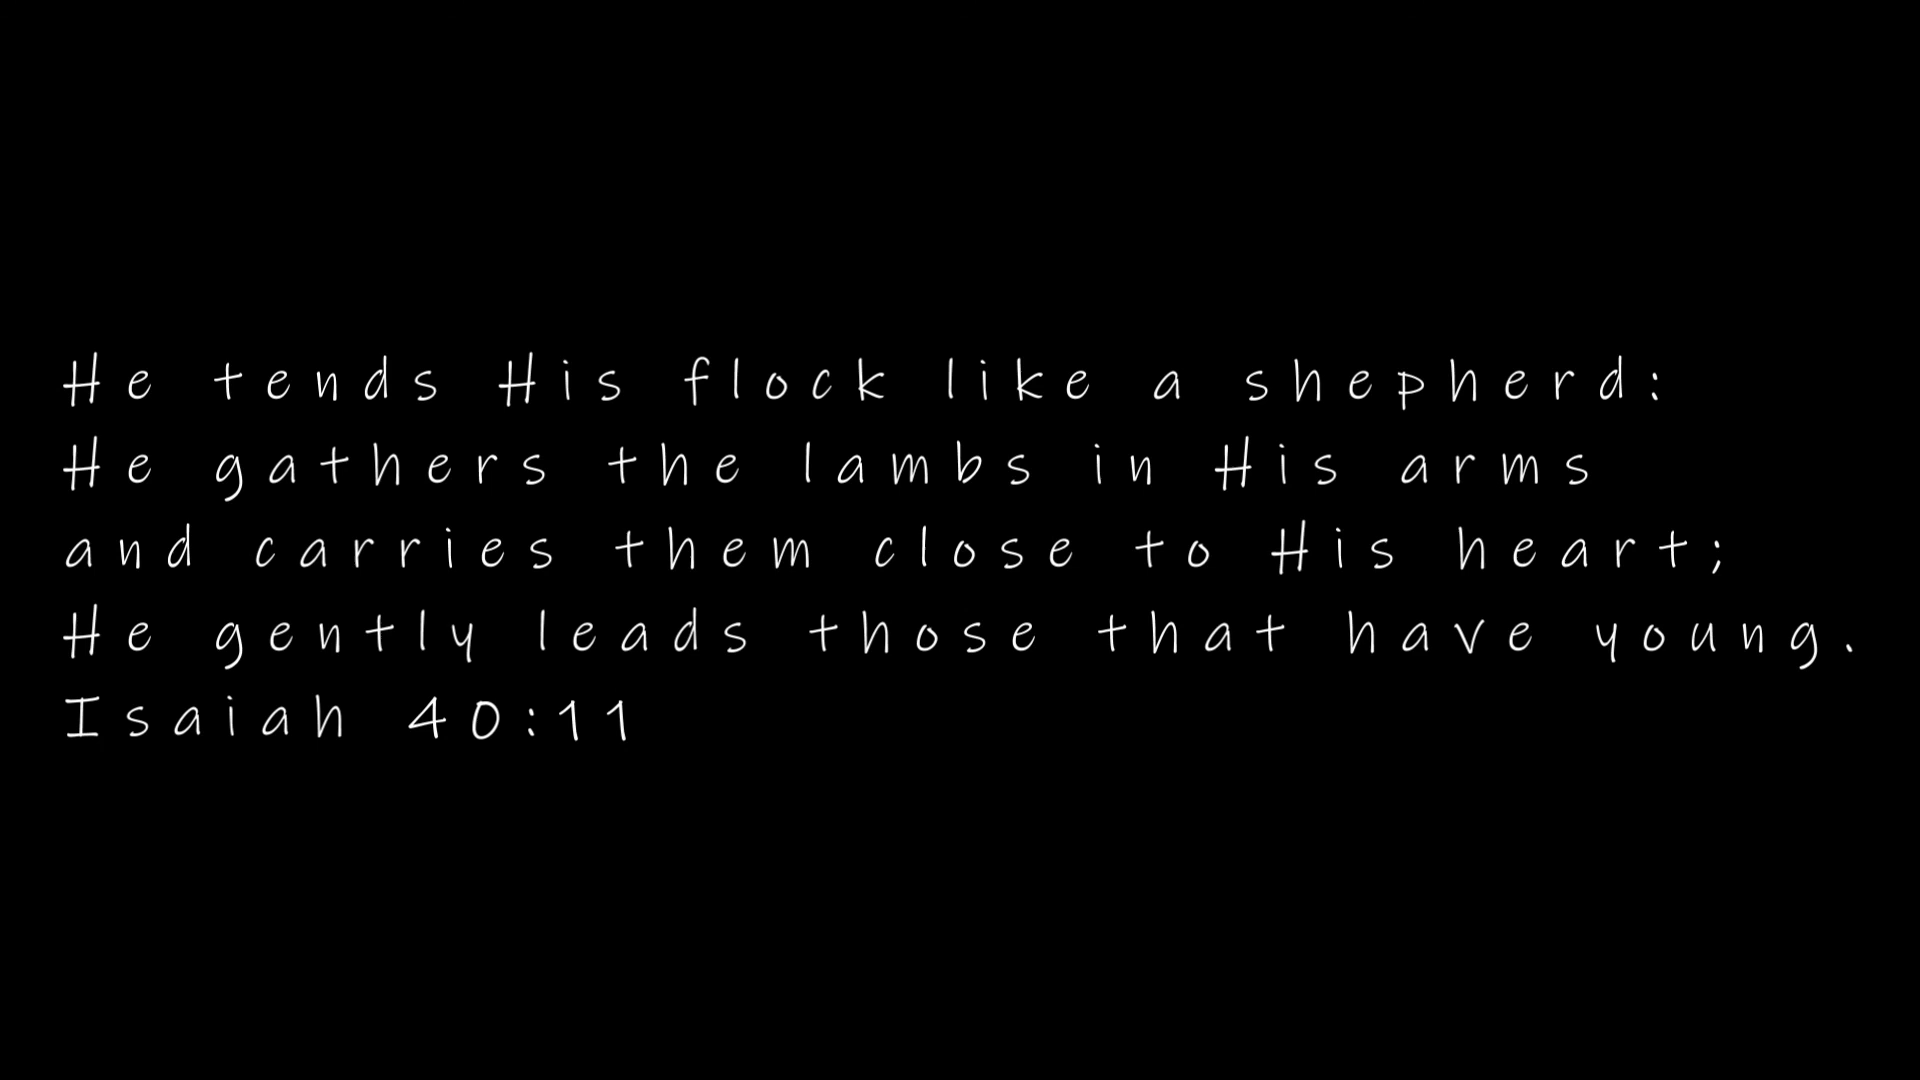 He tends His flock like a shepherd:
He gathers the lambs in His arms
and carries them close to His heart;
He gently leads those that have young.
Isaiah 40:11